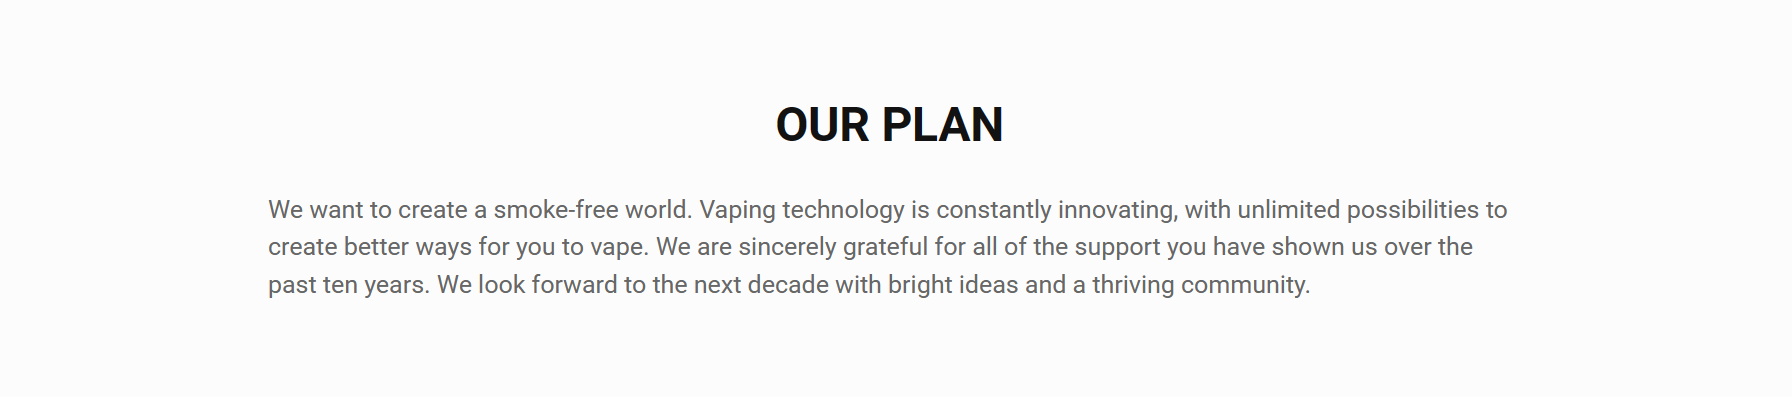 OUR PLAN
We want to create a smoke-free world. Vaping technology is constantly innovating, with unlimited possibilities to
create better ways for you to vape. We are sincerely grateful for all of the support you have shown us over the
past ten years. We look forward to the next decade with bright ideas and a thriving community.